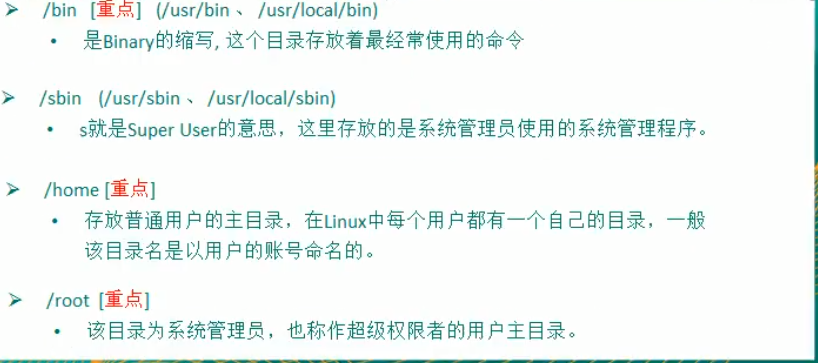 ➢ /bin [重点] (/usr/bin 、 /usr/local/bin)
• 是Binary的缩写, 这个目录存放着最经常使用的命令
➢ /sbin (/usr/sbin 、 /usr/local/sbin)
• s就是Super User的意思，这里存放的是系统管理员使用的系统管理程序。
➢ /home [重点]
• 存放普通用户的主目录，在Linux中每个用户都有一个自己的目录，一般
该目录名是以用户的账号命名的。
➢ /root [重点]
• 该目录为系统管理员，也称作超级权限者的用户主目录。